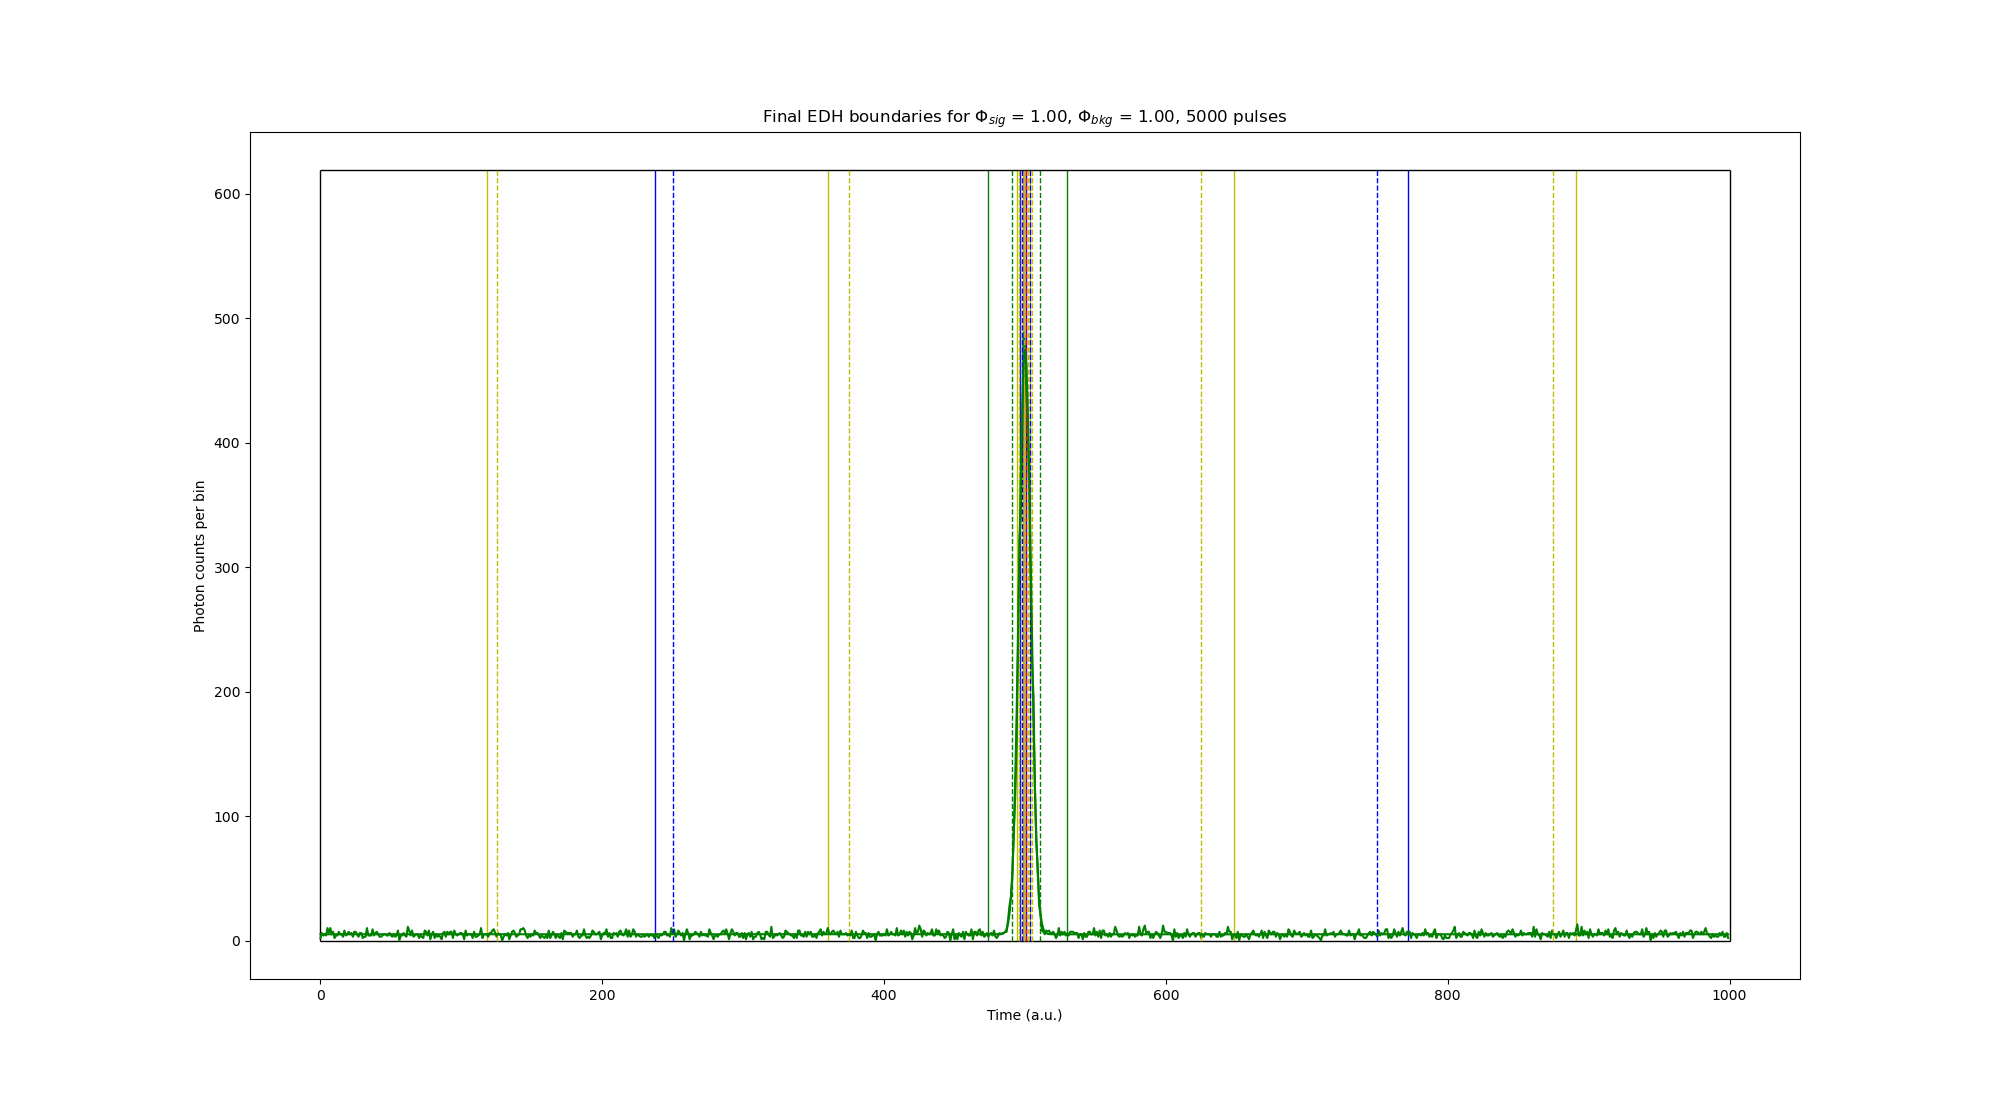 Final EDH boundaries for Φsig = 1.00, Φbkg = 1.00, 5000 pulses
Photon counts per bin
600
500
400
300
200
100
0
0 200 400 600 800 1000
Time (a.u.)